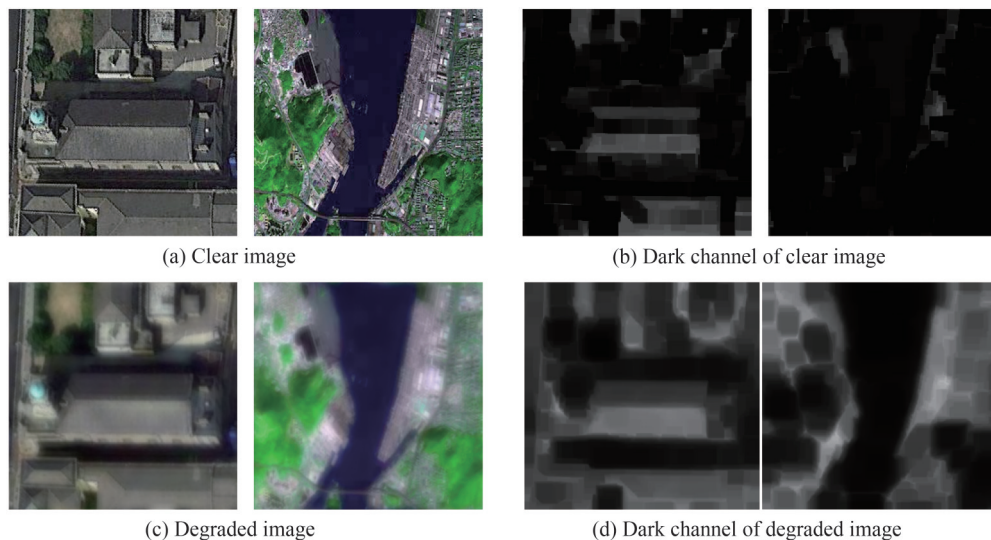 (a) Clear image
(b) Dark channel of clear image
(c) Degraded image
(d) Dark channel of degraded image